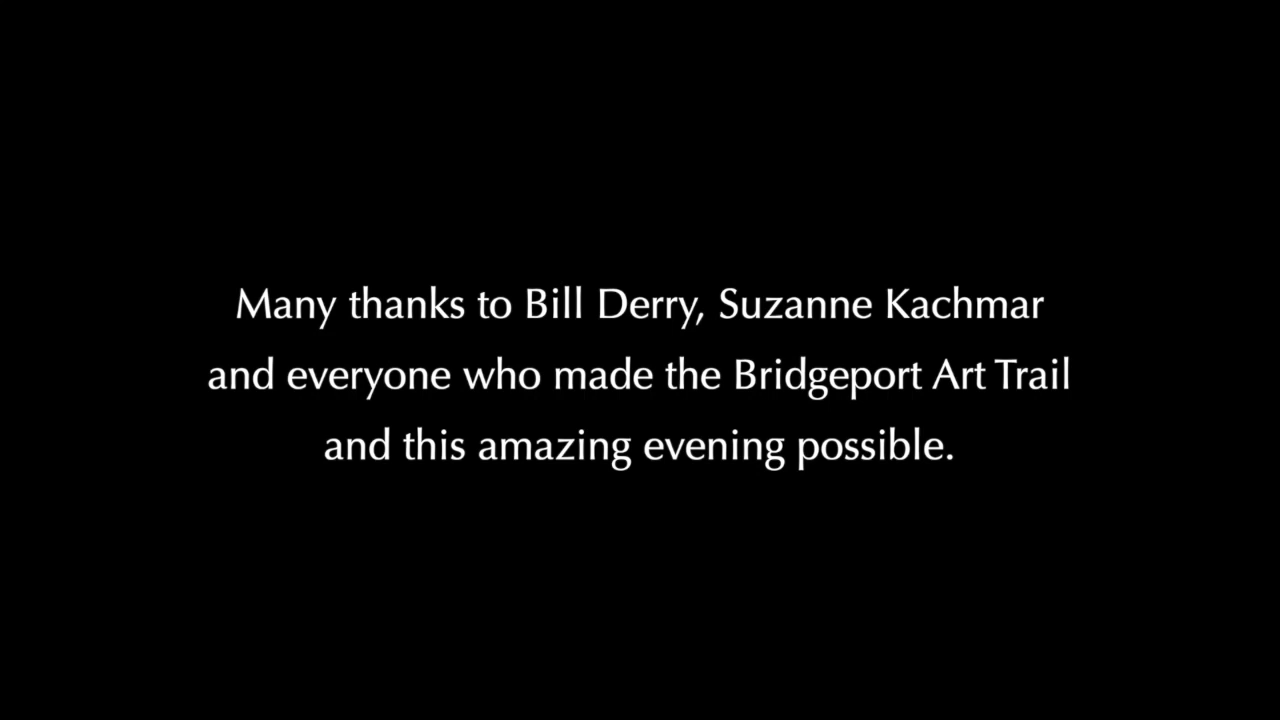 Many thanks to Bill Derry, Suzanne Kachmar
and everyone who made the Bridgeport Art Trail
and this amazing evening possible.